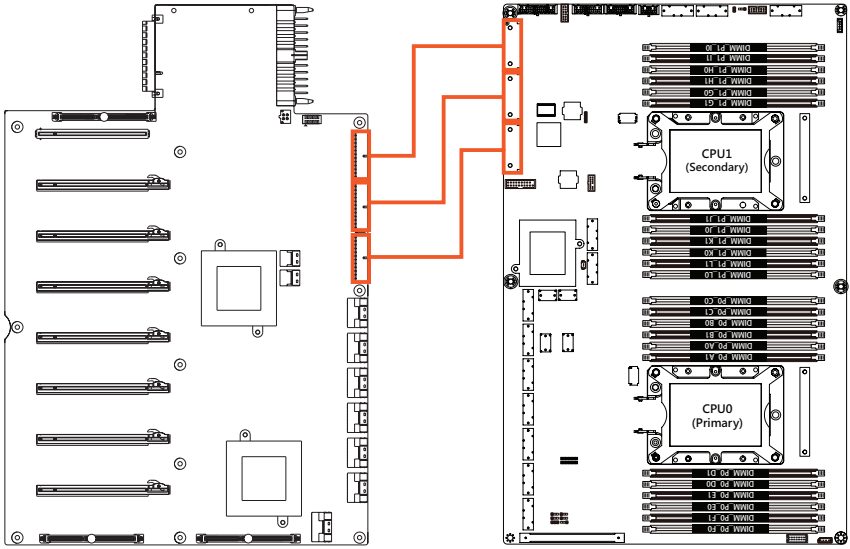 DIMM_P1_I0
DIMM_P1_I1
DIMM_P1_H0
DIMM_P1_H1
DIMM_P1_G0
DIMM_P1_G1
CPU1
(Secondary)
DIMM_P1_J1
DIMM_P1_J0
DIMM_P1_K1
DIMM_P1_K0
DIMM_P1_L1
DIMM_P1_L0
DIMM_P0_C0
DIMM_P0_C1
DIMM_P0_B0
DIMM_P0_B1
DIMM_P0_A0
DIMM_P0_A1
CPU0
(Primary)
DIMM_P0_D1
DIMM_P0_D0
DIMM_P0_E1
DIMM_P0_E0
DIMM_P0_F1
DIMM_P0_F0